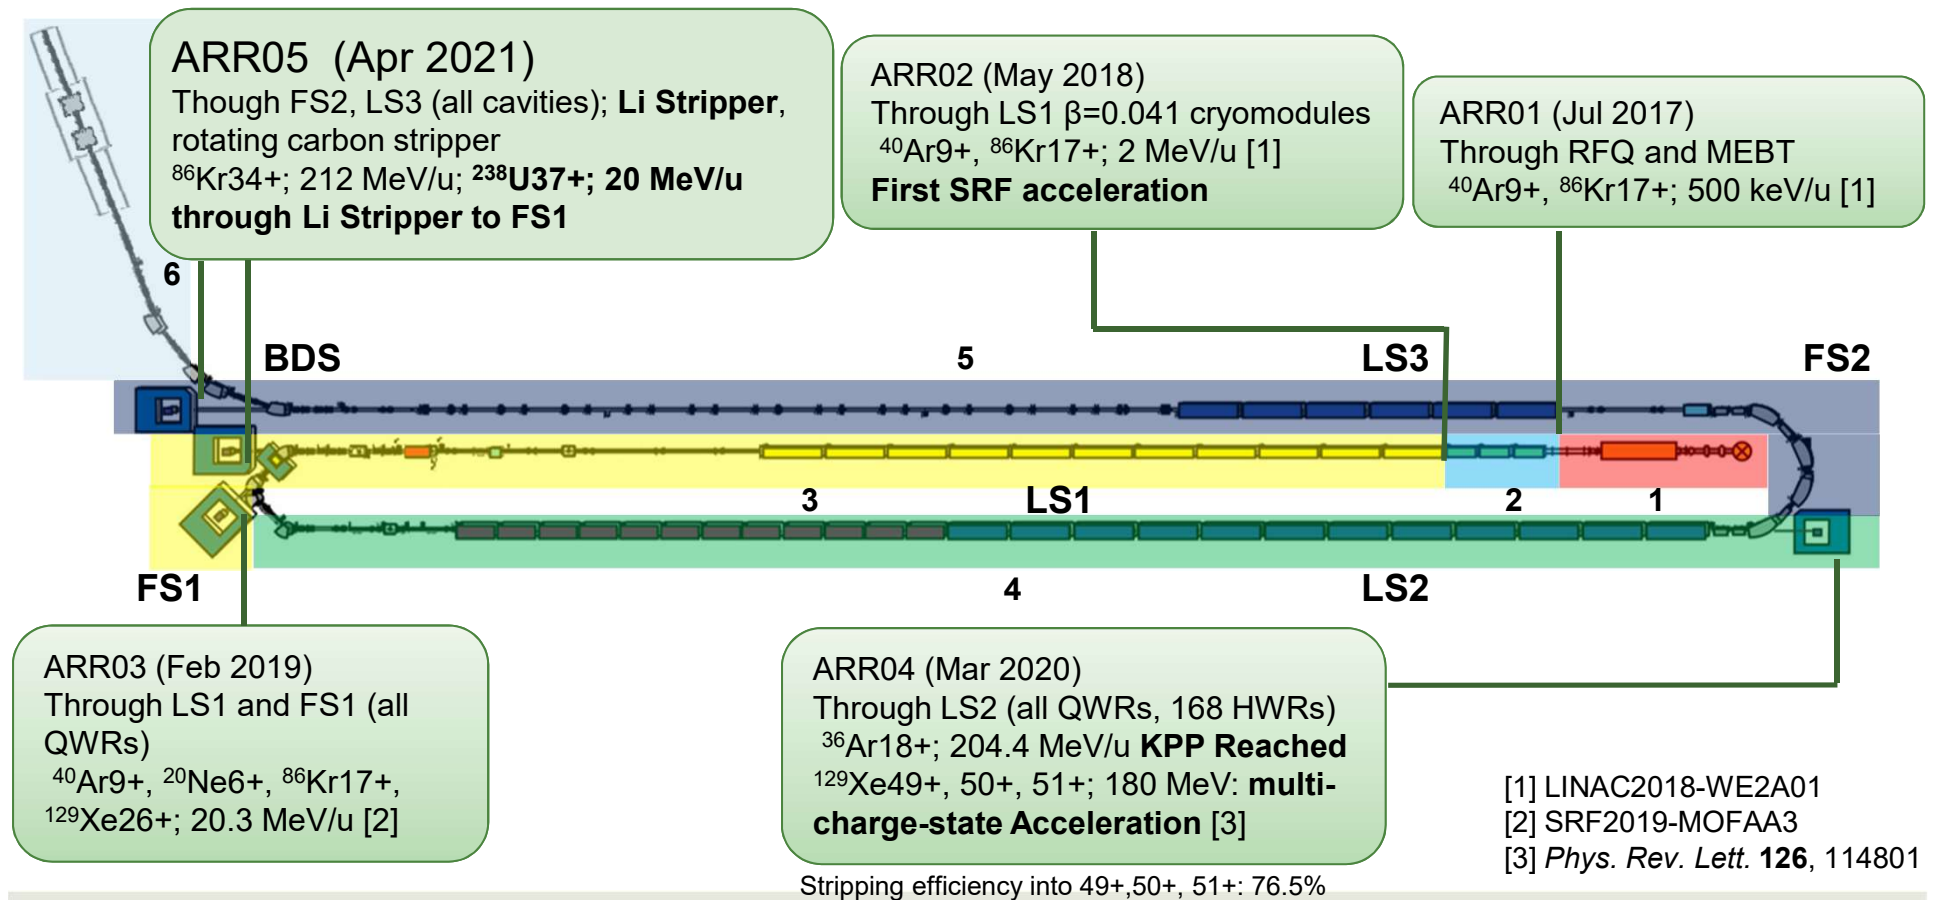 ARR05 (Apr 2021)
Though FS2, LS3 (all cavities); Li Stripper,
rotating carbon stripper
⁸⁶Kr34+; 212 MeV/u; ²³⁸U37+; 20 MeV/u
through Li Stripper to FS1
ARR02 (May 2018)
Through LS1 β=0.041 cryomodules
⁴⁰Ar9+, ⁸⁶Kr17+; 2 MeV/u [1]
First SRF acceleration
ARR01 (Jul 2017)
Through RFQ and MEBT
⁴⁰Ar9+, ⁸⁶Kr17+; 500 keV/u [1]
6
BDS
5
LS3
FS2
3
LS1
2
1
FS1
4
LS2
ARR03 (Feb 2019)
Through LS1 and FS1 (all
QWRs)
⁴⁰Ar9+, ²⁰Ne6+, ⁸⁶Kr17+,
¹²⁹Xe26+; 20.3 MeV/u [2]
ARR04 (Mar 2020)
Through LS2 (all QWRs, 168 HWRs)
³⁶Ar18+; 204.4 MeV/u KPP Reached
¹²⁹Xe49+, 50+, 51+; 180 MeV: multi-
charge-state Acceleration [3]
Stripping efficiency into 49+,50+, 51+: 76.5%
[1] LINAC2018-WE2A01
[2] SRF2019-MOFAA3
[3] Phys. Rev. Lett. 126, 114801